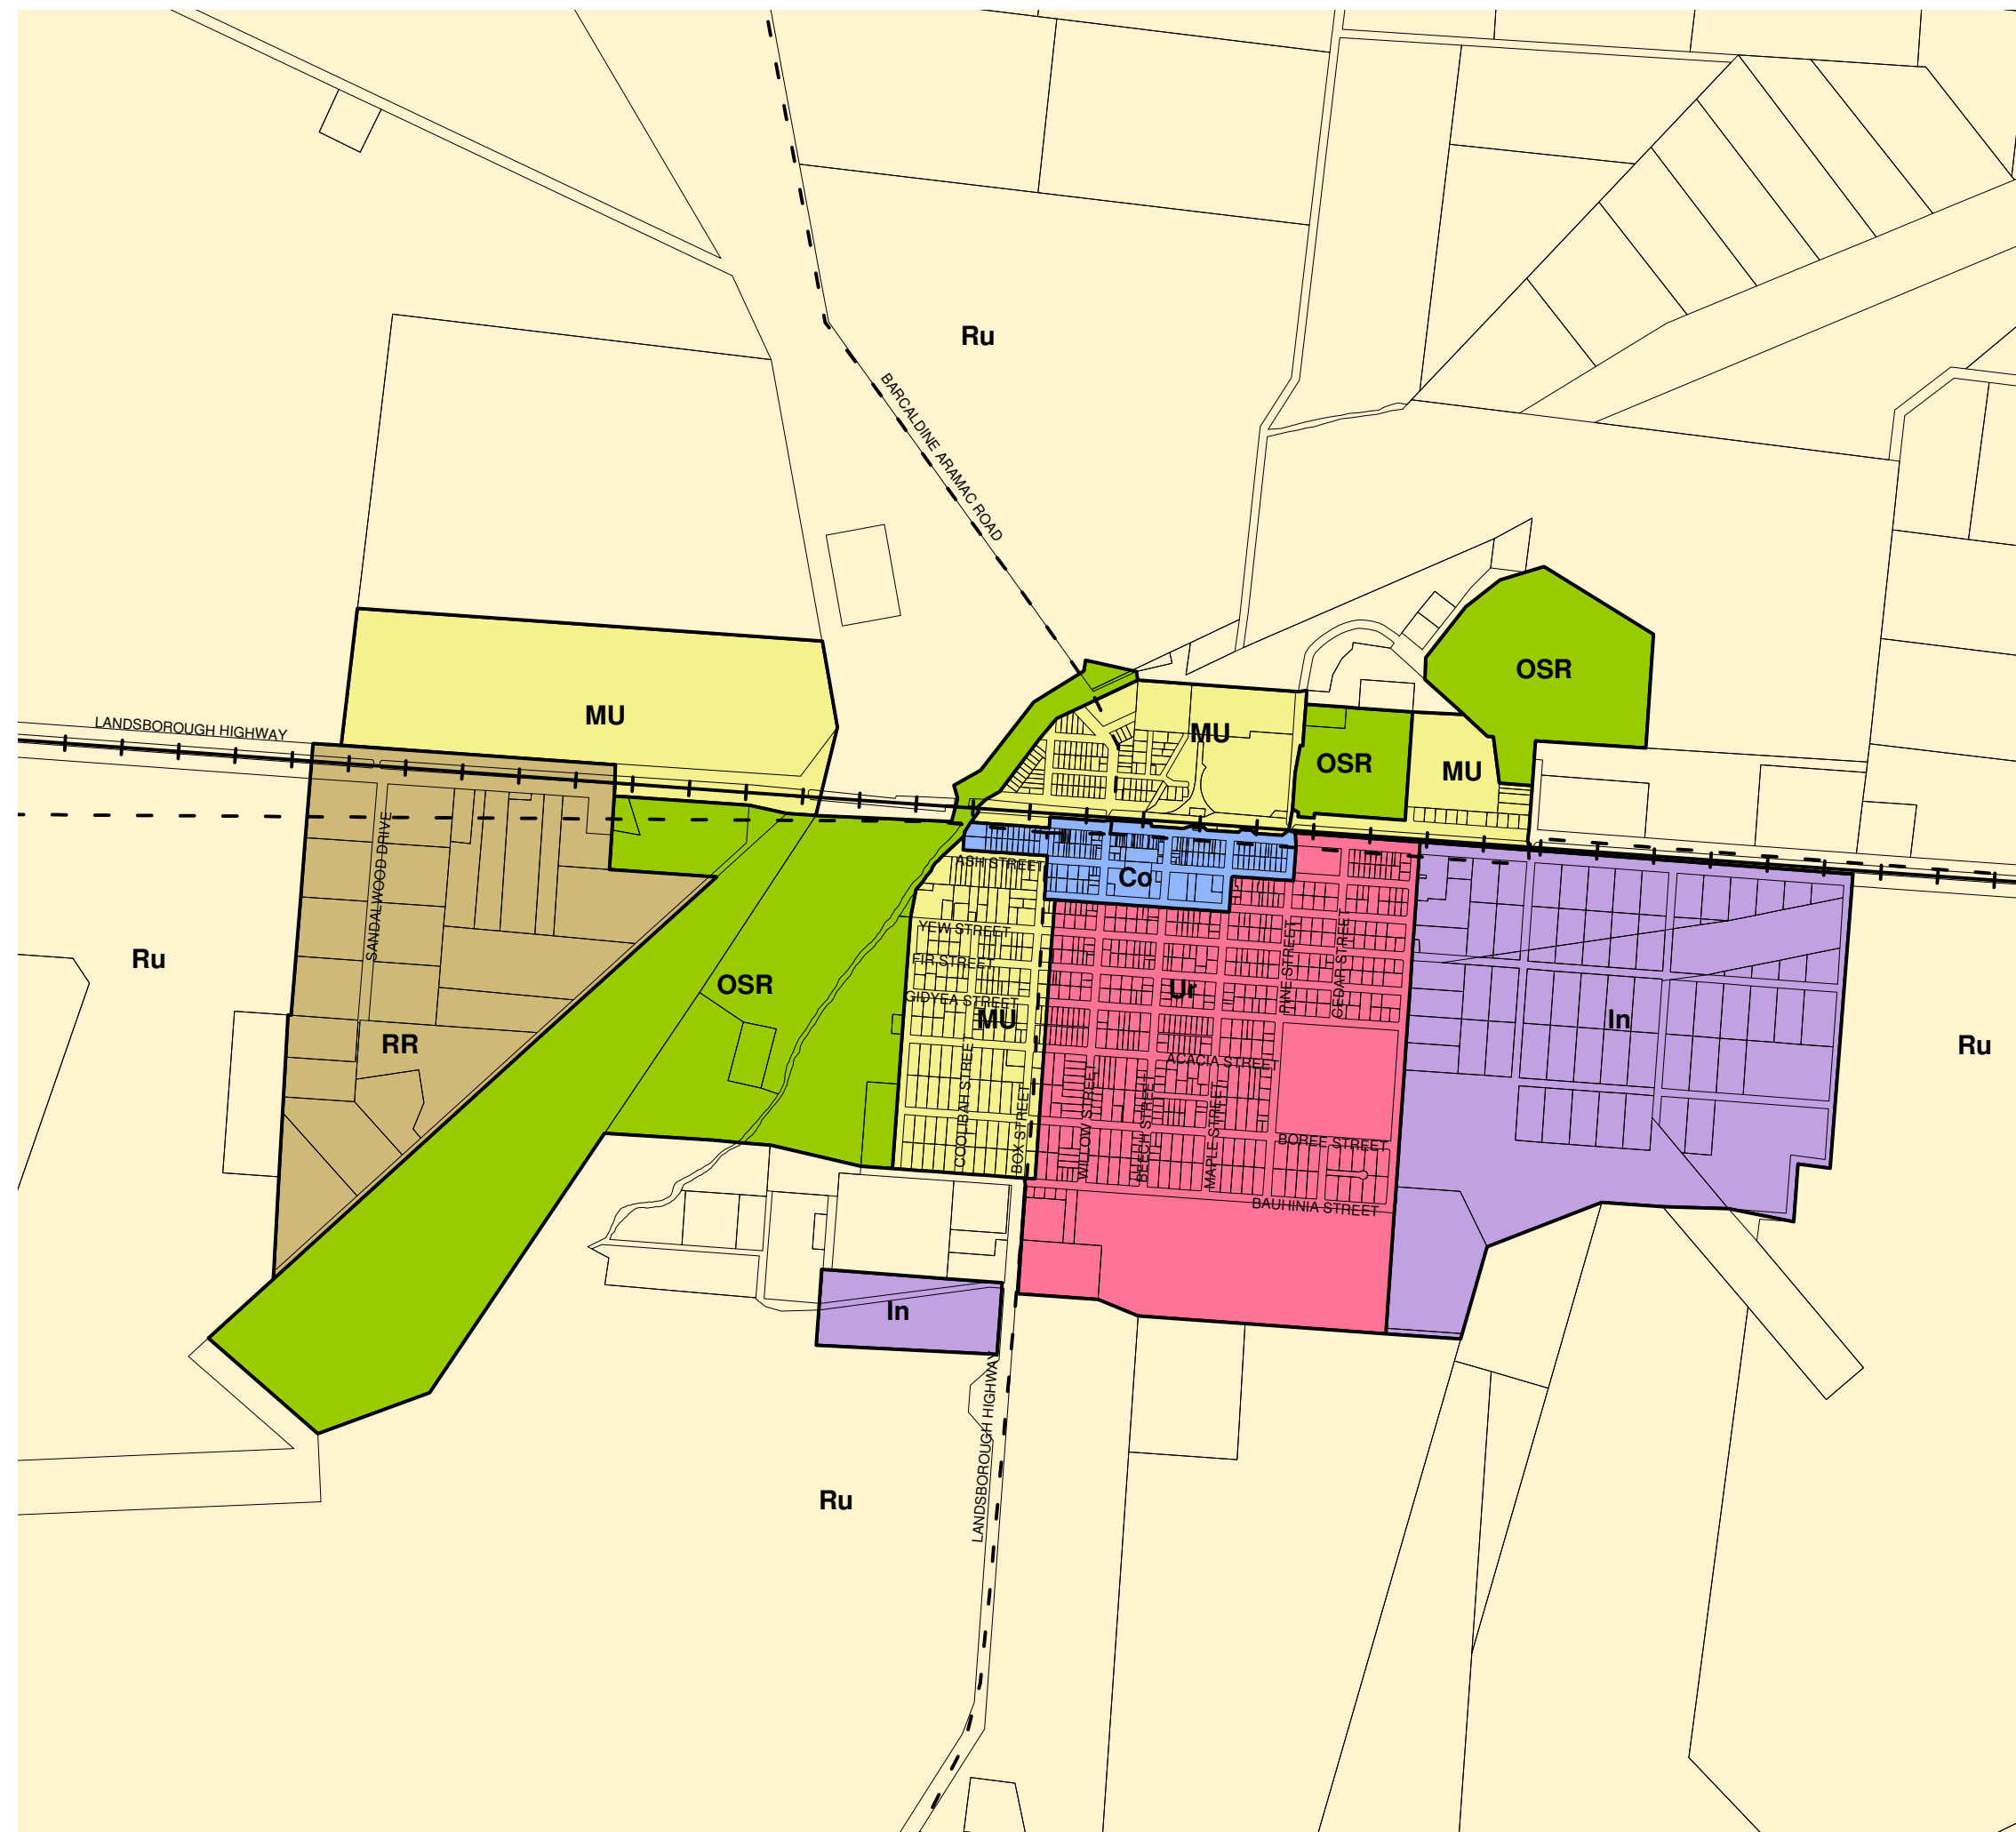 Ru
BARCALDINE ARAMAC ROAD
OSR
MU
LANDSBOROUGH HIGHWAY
MU
OSR
MU
SANDALWOOD DRIVE
ASH STREET
Co
YEW STREET
Ru
FIR STREET
PINE STREET
CEDAR STREET
OSR
Ur
GIDYEA STREET
MU
In
RR
Ru
ACACIA STREET
COOLIBAH STREET
BOX STREET
WILLOW STREET
BEECH STREET
MAPLE STREET
BOREE STREET
BAUHINIA STREET
In
LANDSBOROUGH HIGHWAY
Ru